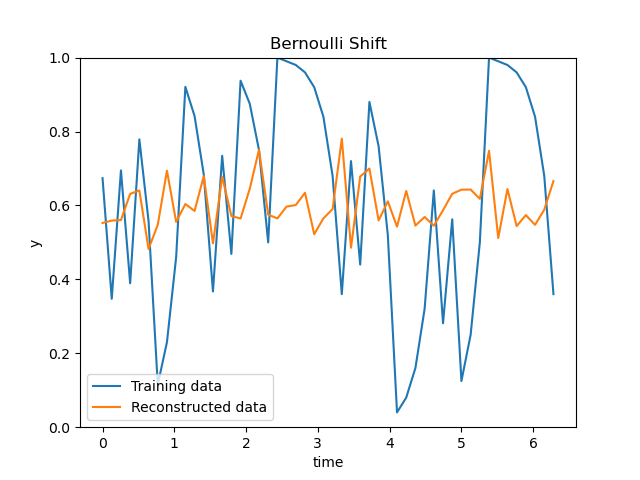 Bernoulli Shift
1.0
0.8
0.6
0.4
0.2
0.0
y
Training data
Reconstructed data
0 1 2 3 4 5 6
time